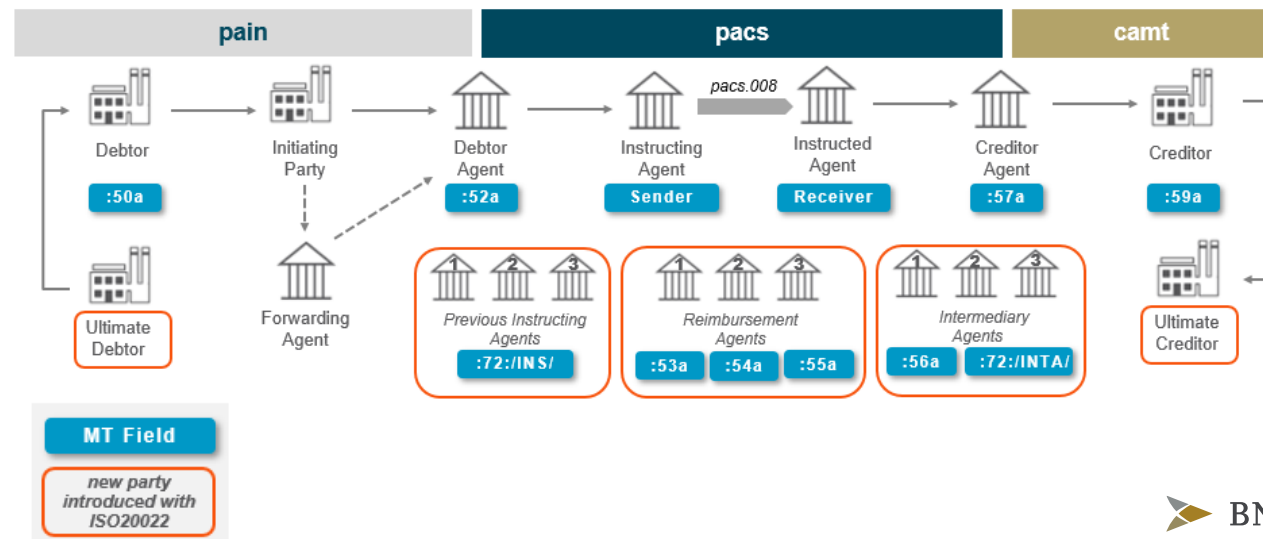 pain
pacs
camt
pacs.008
Debtor
Initiating
Party
Debtor
Agent
Instructing
Agent
Instructed
Agent
Creditor
Agent
Creditor
:50a
:52a
Sender
Receiver
:57a
:59a
Ultimate
Debtor
Forwarding
Agent
1 2 3
Previous Instructing
Agents
:72:/INS/
1 2 3
Reimbursement
Agents
:53a
:54a
:55a
1 2 3
Intermediary
Agents
:56a
:72:/INTA/
Ultimate
Creditor
MT Field
new party
introduced with
ISO20022